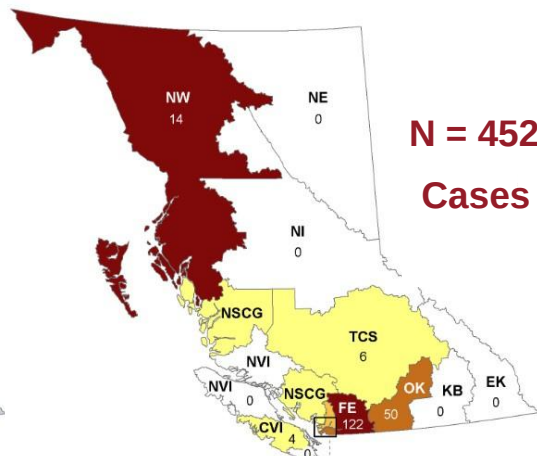 NW
14
NE
0
N = 452
Cases
NI
0
NSCG
TCS
6
NVI
NVI
0
NSCG
OK
50
KB
0
EK
0
FE
122
CVI
4
0